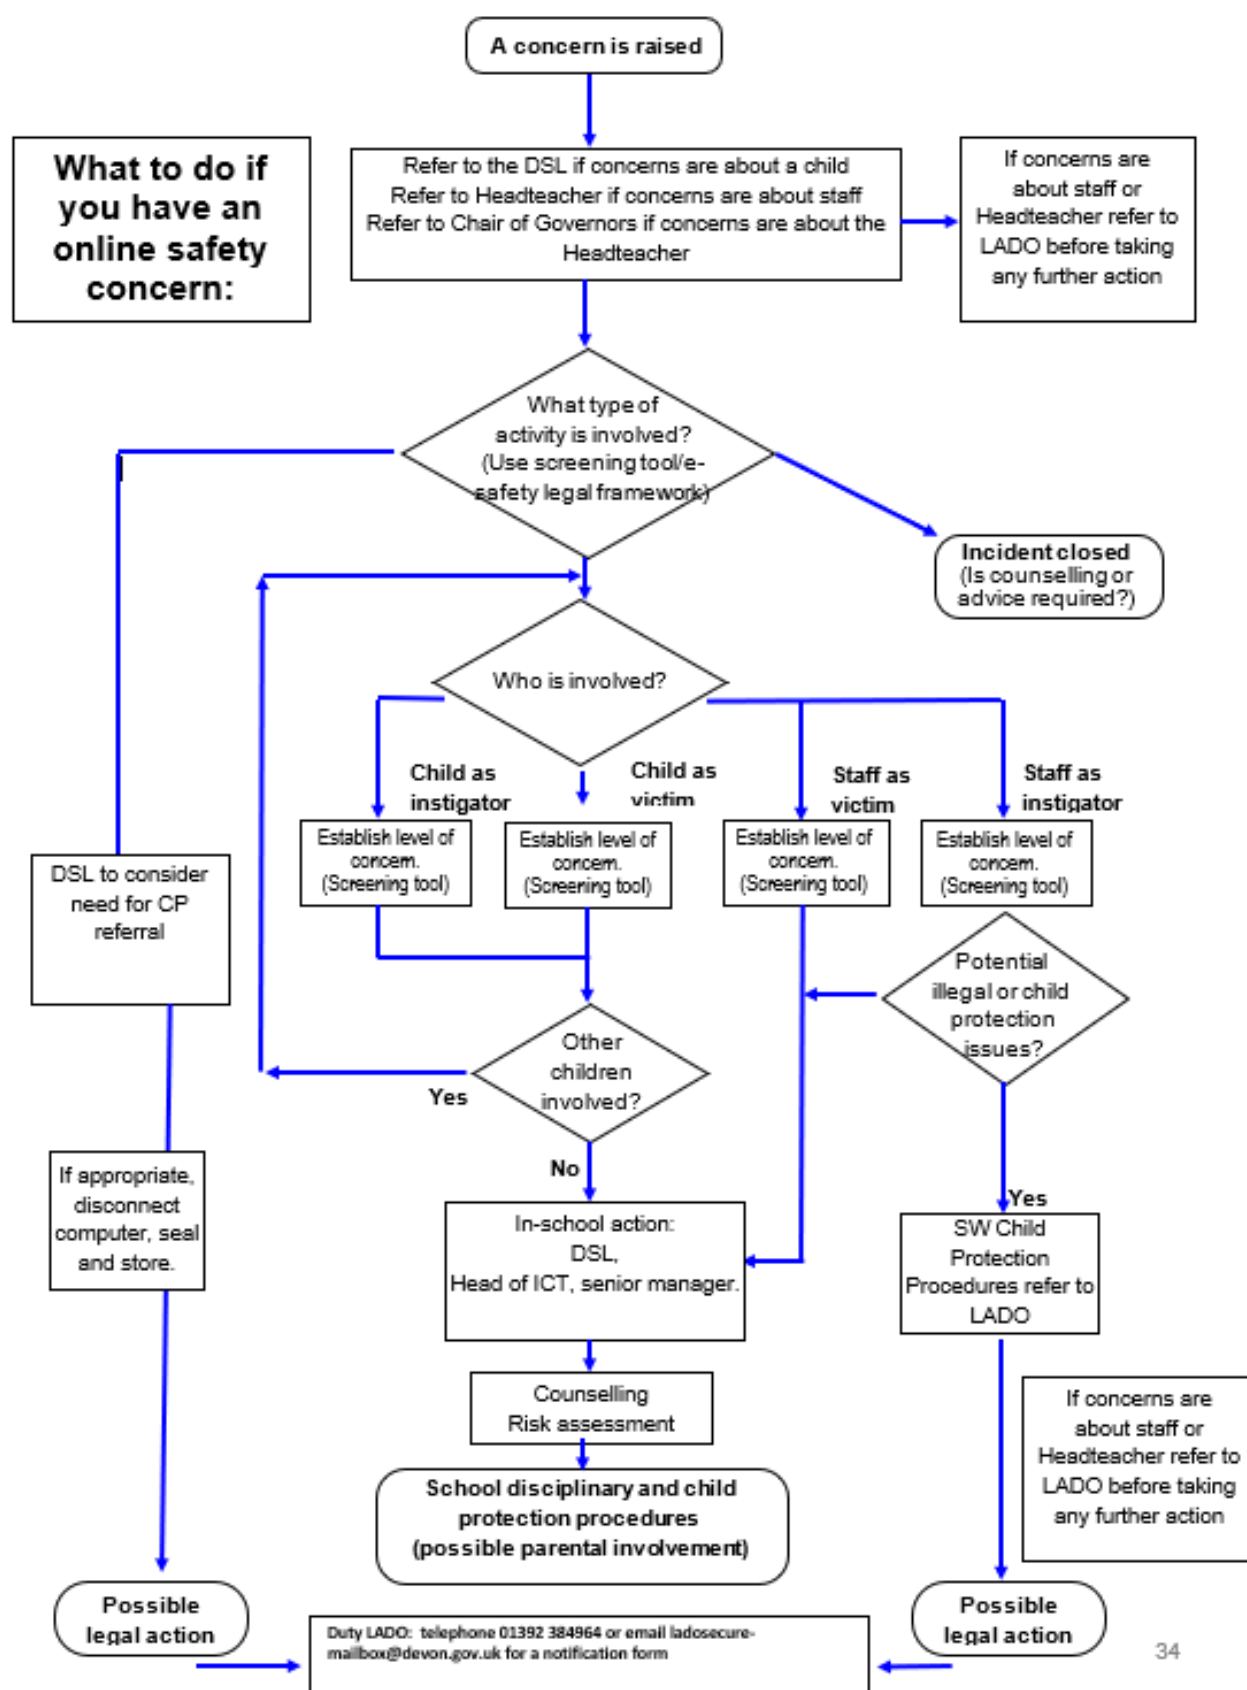 A concern is raised
What to do if
you have an
online safety
concern:
Refer to the DSL if concerns are about a child
Refer to Headteacher if concerns are about staff
Refer to Chair of Governors if concerns are about the
Headteacher
If concerns are
about staff or
Headteacher refer to
LADO before taking
any further action
What type of
activity is involved?
(Use screening tool/e-
safety legal framework)
Incident closed
(Is counselling or
advice required?)
Who is involved?
Child as
instigator
Child as
victim
Staff as
victim
Staff as
instigator
Establish level of
concern.
(Screening tool)
Establish level of
concern.
(Screening tool)
Establish level of
concern.
(Screening tool)
Establish level of
concern.
(Screening tool)
DSL to consider
need for CP
referral
Potential
illegal or child
protection
issues?
Other
children
involved?
Yes
No
Yes
If appropriate,
disconnect
computer, seal
and store.
In-school action:
DSL,
Head of ICT, senior manager.
SW Child
Protection
Procedures refer to
LADO
Counselling
Risk assessment
If concerns are
about staff or
Headteacher refer to
LADO before taking
any further action
School disciplinary and child
protection procedures
(possible parental involvement)
Possible
legal action
Possible
legal action
Duty LADO: telephone 01392 384964 or email ladosecure-
mailbox@devon.gov.uk for a notification form
34